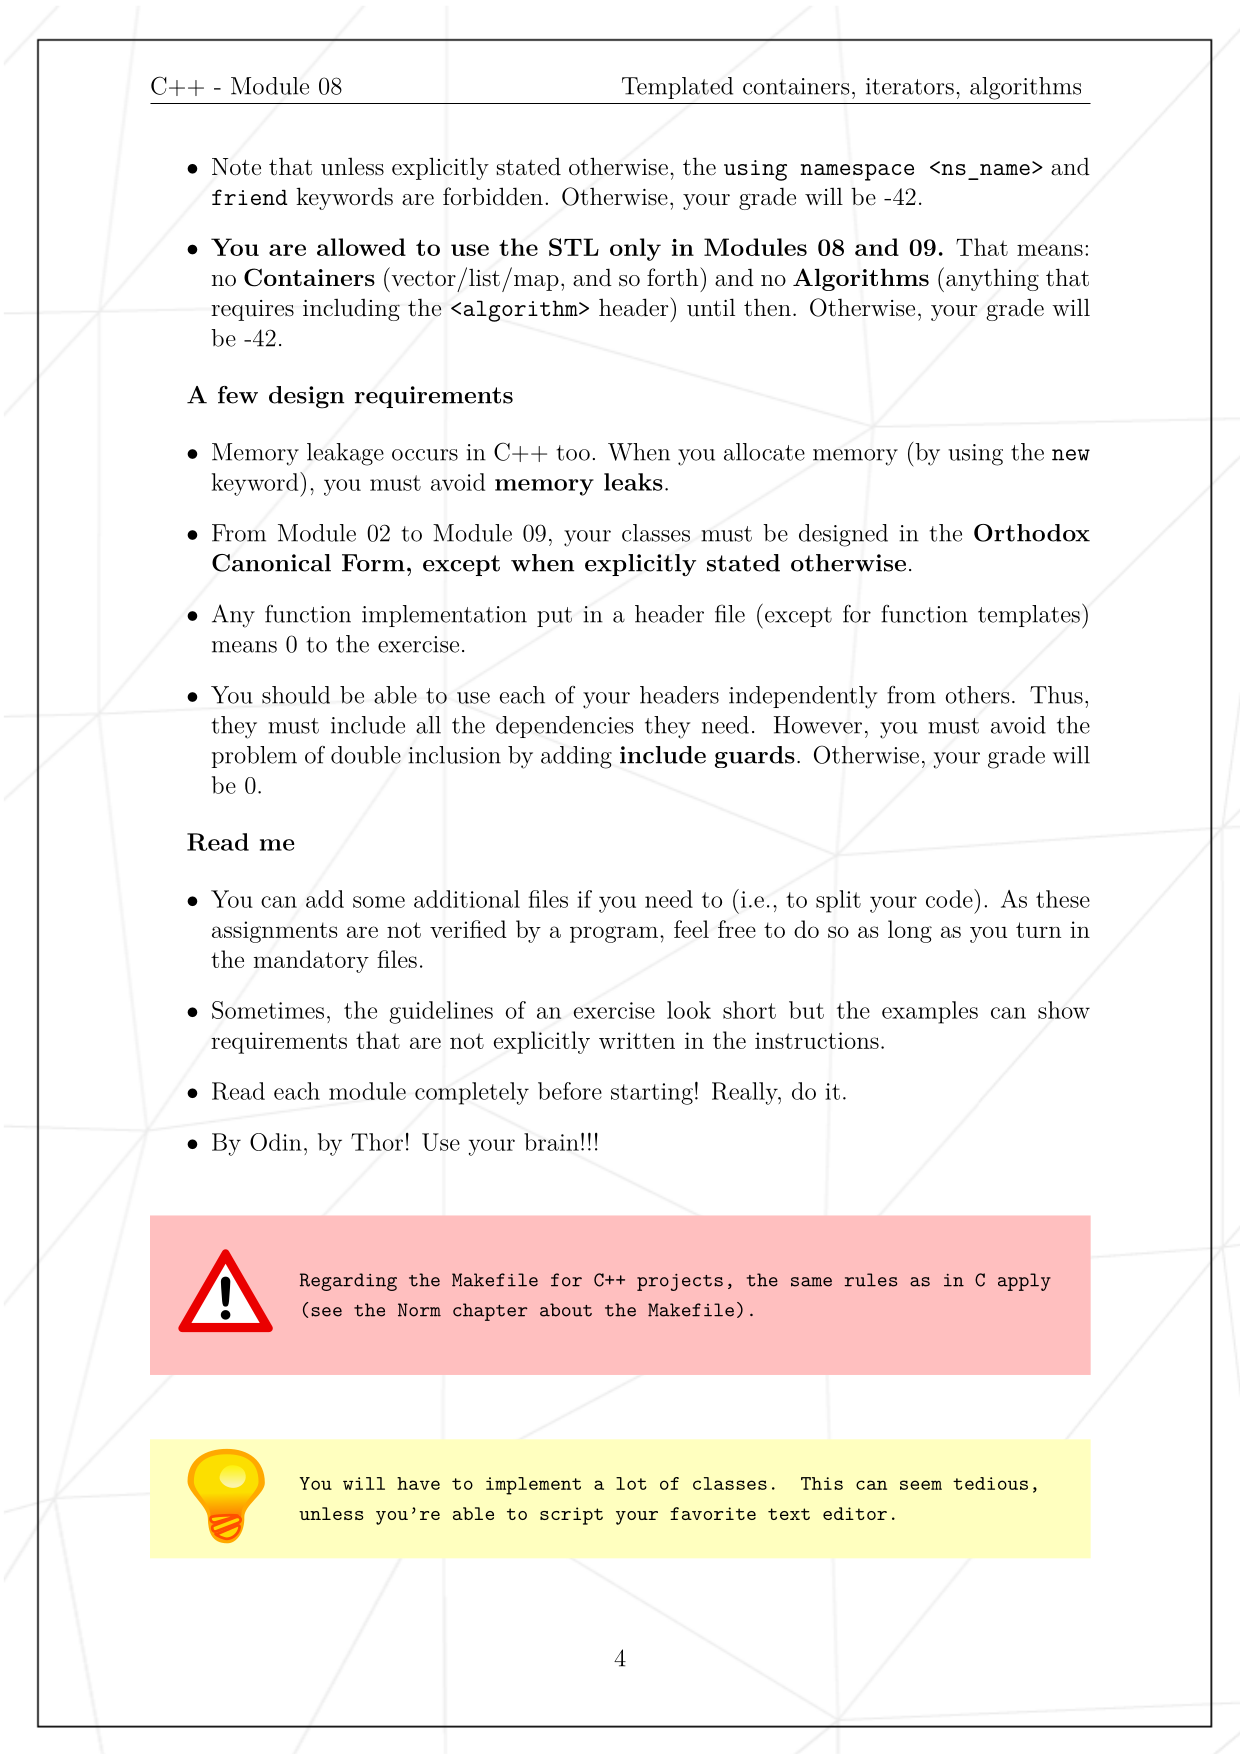 C++ - Module 08 Templated containers, iterators, algorithms
• Note that unless explicitly stated otherwise, the using namespace <ns_name> and
friend keywords are forbidden. Otherwise, your grade will be -42.
• You are allowed to use the STL only in Modules 08 and 09. That means:
no Containers (vector/list/map, and so forth) and no Algorithms (anything that
requires including the <algorithm> header) until then. Otherwise, your grade will
be -42.
A few design requirements
• Memory leakage occurs in C++ too. When you allocate memory (by using the new
keyword), you must avoid memory leaks.
• From Module 02 to Module 09, your classes must be designed in the Orthodox
Canonical Form, except when explicitly stated otherwise.
• Any function implementation put in a header file (except for function templates)
means 0 to the exercise.
• You should be able to use each of your headers independently from others. Thus,
they must include all the dependencies they need. However, you must avoid the
problem of double inclusion by adding include guards. Otherwise, your grade will
be 0.
Read me
• You can add some additional files if you need to (i.e., to split your code). As these
assignments are not verified by a program, feel free to do so as long as you turn in
the mandatory files.
• Sometimes, the guidelines of an exercise look short but the examples can show
requirements that are not explicitly written in the instructions.
• Read each module completely before starting! Really, do it.
• By Odin, by Thor! Use your brain!!!
Regarding the Makefile for C++ projects, the same rules as in C apply
(see the Norm chapter about the Makefile).
You will have to implement a lot of classes. This can seem tedious,
unless you're able to script your favorite text editor.
4